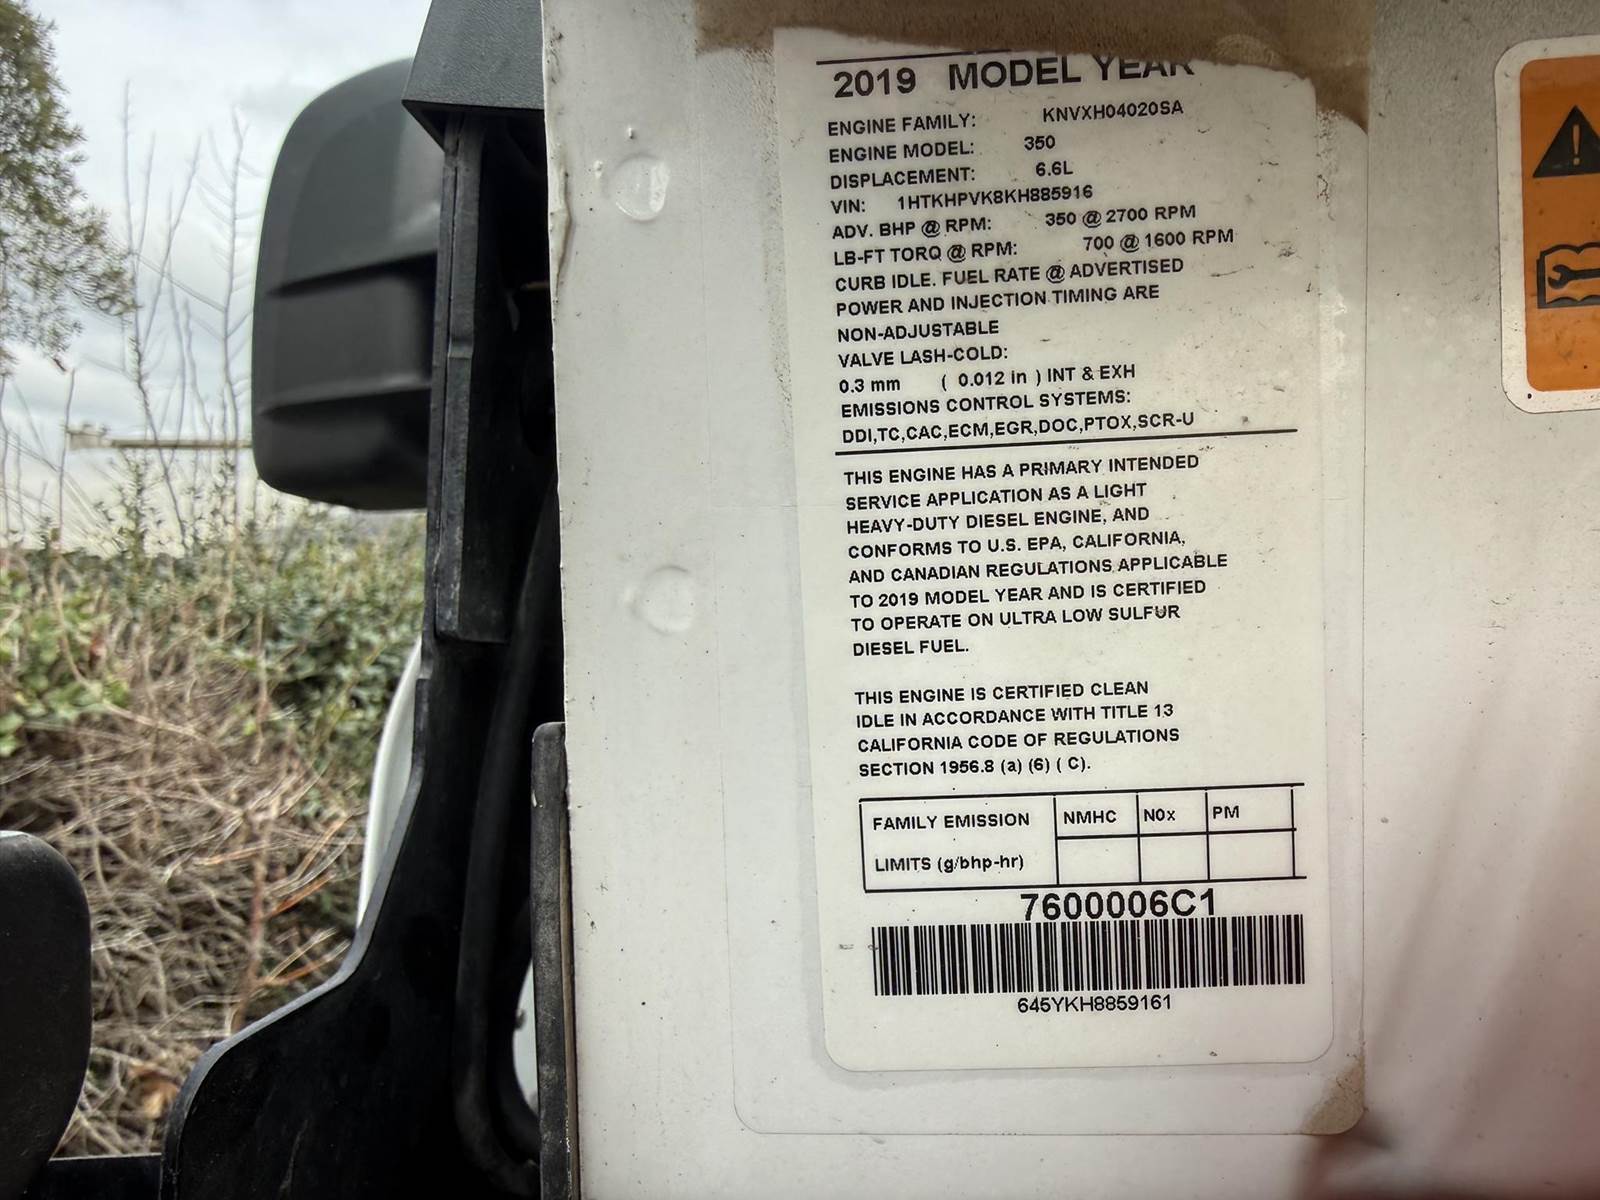 2019 MODEL YEAR
ENGINE FAMILY: KNVXH04020SA
ENGINE MODEL: 350
DISPLACEMENT: 6.6L
VIN: 1HTKHPVK8KH885916
ADV. BHP @ RPM: 350 @ 2700 RPM
LB-FT TORQ @ RPM: 700 @ 1600 RPM
CURB IDLE. FUEL RATE @ ADVERTISED
POWER AND INJECTION TIMING ARE
NON-ADJUSTABLE
VALVE LASH-COLD:
0.3 mm ( 0.012 in ) INT & EXH
EMISSIONS CONTROL SYSTEMS:
DDI,TC,CAC,ECM,EGR,DOC,PTOX,SCR-U
THIS ENGINE HAS A PRIMARY INTENDED
SERVICE APPLICATION AS A LIGHT
HEAVY-DUTY DIESEL ENGINE, AND
CONFORMS TO U.S. EPA, CALIFORNIA,
AND CANADIAN REGULATIONS APPLICABLE
TO 2019 MODEL YEAR AND IS CERTIFIED
TO OPERATE ON ULTRA LOW SULFUR
DIESEL FUEL.
THIS ENGINE IS CERTIFIED CLEAN
IDLE IN ACCORDANCE WITH TITLE 13
CALIFORNIA CODE OF REGULATIONS
SECTION 1956.8 (a) (6) ( C).
FAMILY EMISSION NMHC N0x PM
LIMITS (g/bhp-hr)
7600006C1
645YKH8859161